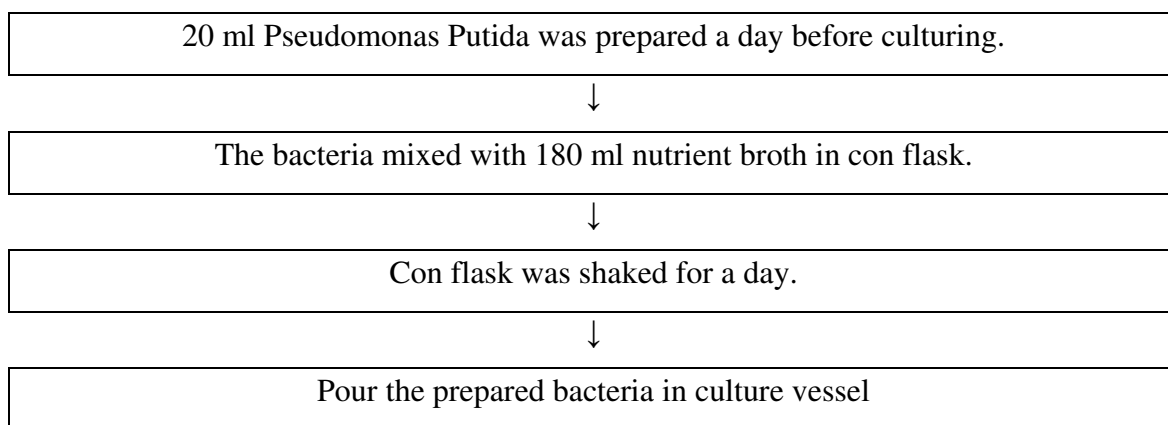 20 ml Pseudomonas Putida was prepared a day before culturing.
↓
The bacteria mixed with 180 ml nutrient broth in con flask.
↓
Con flask was shaked for a day.
↓
Pour the prepared bacteria in culture vessel